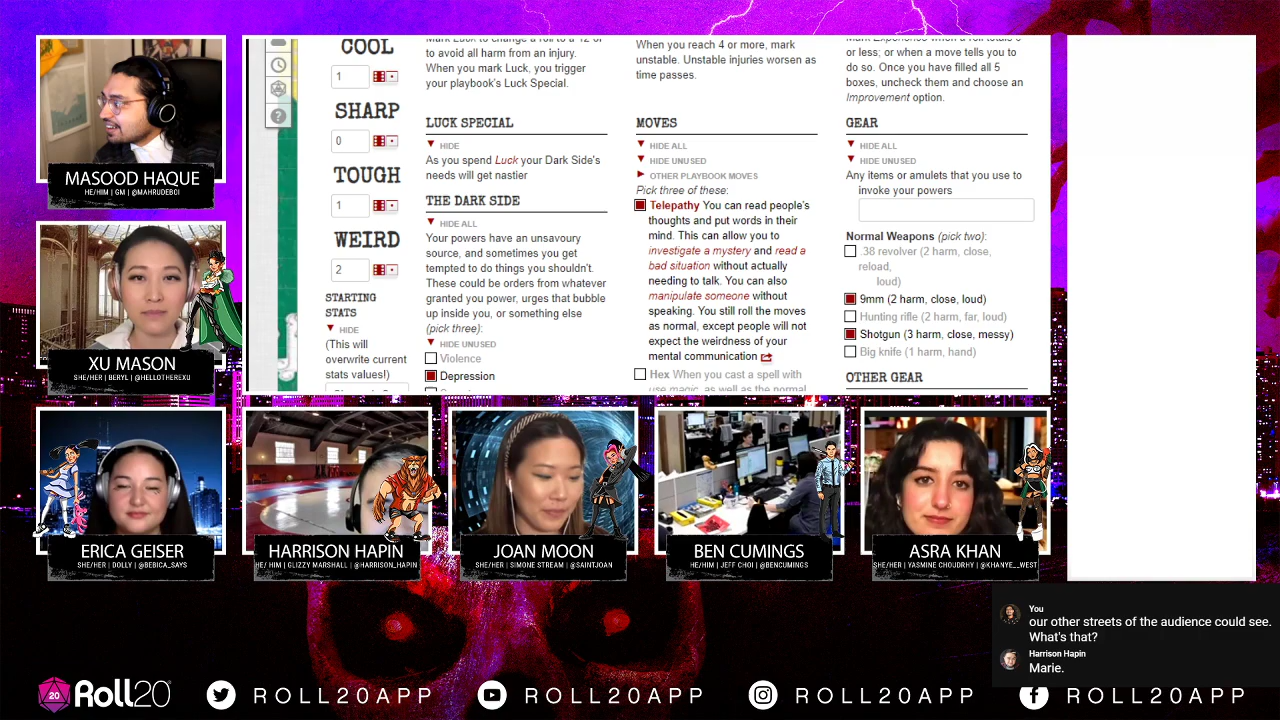 MASOOD HAQUE
HE/HIM | GM | @MAHRUDEBOI
XU MASON
SHE/HER | BERYL | @HELLOTHEREXU
COOL
1
SHARP
0
TOUGH
1
WEIRD
2
STARTING
STATS
HIDE
(This will
overwrite current
stats values!)
to avoid all harm from an injury.
When you mark Luck, you trigger
your playbook's Luck Special.
LUCK SPECIAL
HIDE
As you spend Luck your Dark Side's
needs will get nastier
THE DARK SIDE
HIDE ALL
Your powers have an unsavoury
source, and sometimes you get
tempted to do things you shouldn't.
These could be orders from whatever
granted you power, urges that bubble
up inside you, or something else
(pick three):
HIDE UNUSED
Violence
Depression
When you reach 4 or more, mark
unstable. Unstable injuries worsen as
time passes.
MOVES
HIDE ALL
HIDE UNUSED
OTHER PLAYBOOK MOVES
Pick three of these:
Telepathy You can read people's
thoughts and put words in their
mind. This can allow you to
investigate a mystery and read a
bad situation without actually
needing to talk. You can also
manipulate someone without
speaking. You still roll the moves
as normal, except people will not
expect the weirdness of your
mental communication
Hex When you cast a spell with
use magic, as well as the normal
or less; or when a move tells you to
do so. Once you have filled all 5
boxes, uncheck them and choose an
Improvement option.
GEAR
HIDE ALL
HIDE UNUSED
Any items or amulets that you use to
invoke your powers
Normal Weapons (pick two):
.38 revolver (2 harm, close,
reload,
loud)
9mm (2 harm, close, loud)
Hunting rifle (2 harm, far, loud)
Shotgun (3 harm, close, messy)
Big knife (1 harm, hand)
OTHER GEAR
ERICA GEISER
SHE/HER | DOLLY | @BEBICA_SAYS
HARRISON HAPIN
HE/ HIM | GLIZZY MARSHALL | @HARRISON_HAPIN
JOAN MOON
SHE/HER | SIMONE STREAM | @SAINTJOAN
BEN CUMINGS
HE/HIM | JEFF CHOI | @BENCUMINGS
ASRA KHAN
SHE/HER | YASMINE CHOUDRHY | @KHANYE__WEST
You
our other streets of the audience could see.
What's that?
Harrison Hapin
Marie.
20 Roll20 ROLL20APP ROLL20APP ROLL20APP ROLL20APP